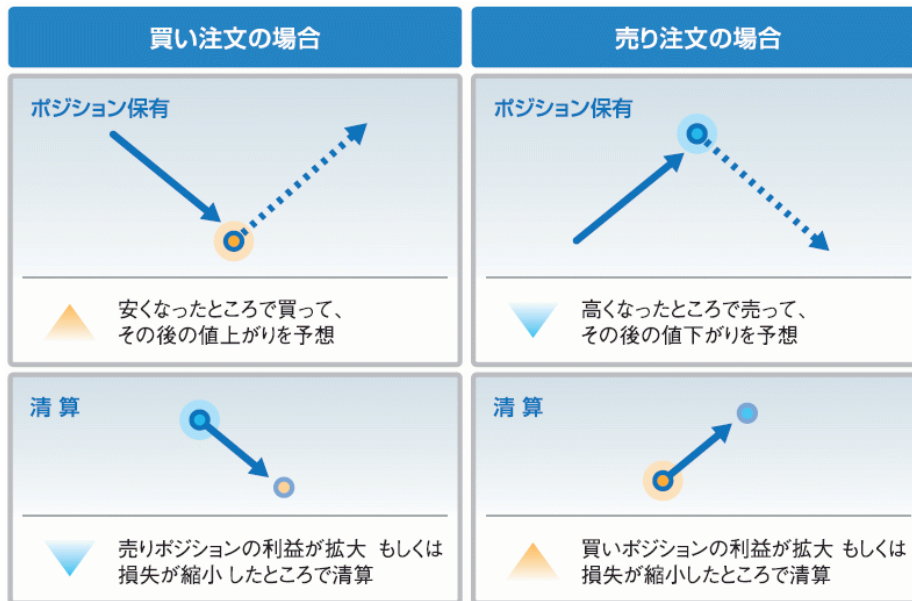 買い注文の場合
売り注文の場合
ポジション保有
安くなったところで買って、
その後の値上がりを予想
ポジション保有
高くなったところで売って、
その後の値下がりを予想
清 算
売りポジションの利益が拡大 もしくは
損失が縮小 したところで清算
清 算
買いポジションの利益が拡大 もしくは
損失が縮小したところで清算